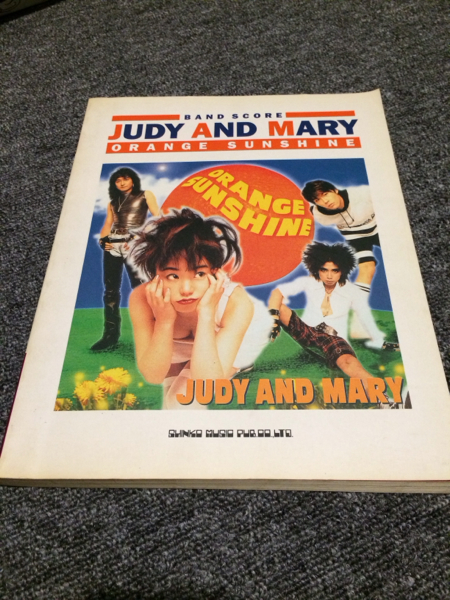 BAND SCORE
JUDY AND MARY
ORANGE SUNSHINE
ORANGE
SUNSHINE
JUDY AND MARY
SHINKO MUSIC PUB.CO.,LTD.